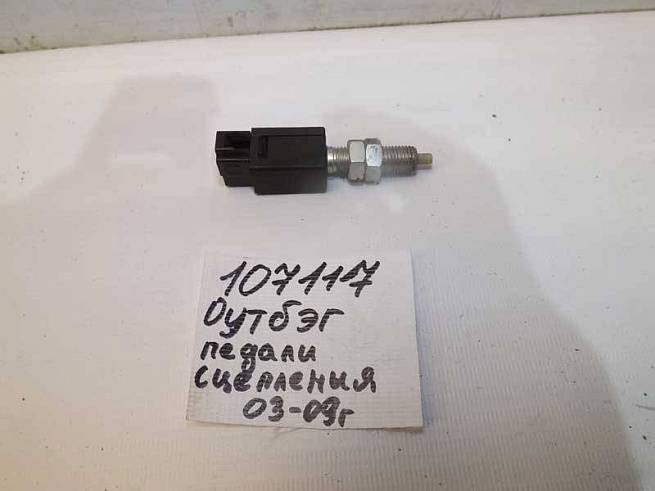 107117
Оутбэг
педали
сцепления
03-09г